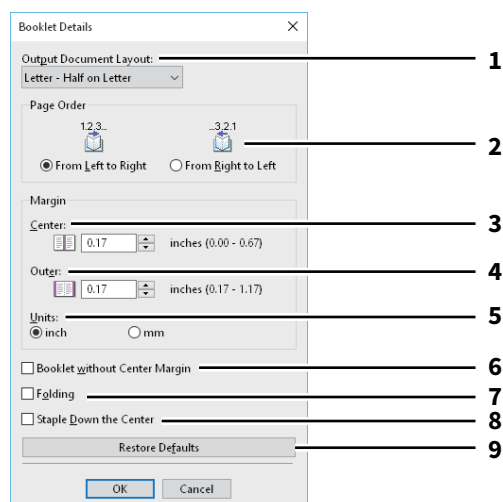 Booklet Details
Output Document Layout: 1
Letter - Half on Letter
Page Order
1.2.3... ...3.2.1
2
From Left to Right From Right to Left
Margin
Center: 3
0.17 inches (0.00 - 0.67)
Outer: 4
0.17 inches (0.17 - 1.17)
Units: 5
inch mm
Booklet without Center Margin 6
Folding 7
Staple Down the Center 8
Restore Defaults 9
OK Cancel